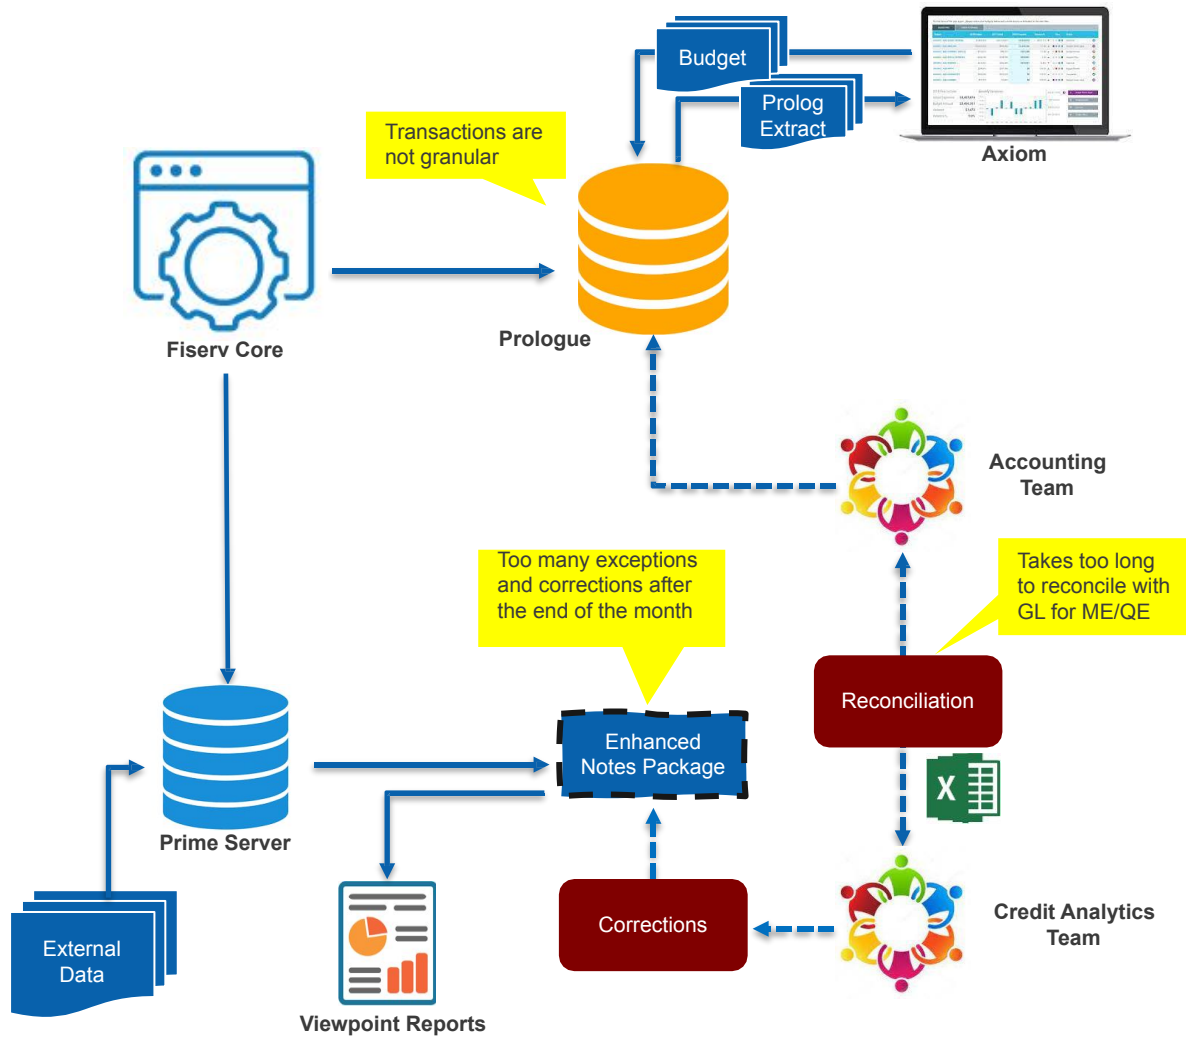 Budget
Prolog
Extract
Axiom
Transactions are
not granular
Fiserv Core
Prologue
Accounting
Team
Too many exceptions
and corrections after
the end of the month
Takes too long
to reconcile with
GL for ME/QE
Reconciliation
Enhanced
Notes Package
X
Prime Server
External
Data
Corrections
Credit Analytics
Team
Viewpoint Reports